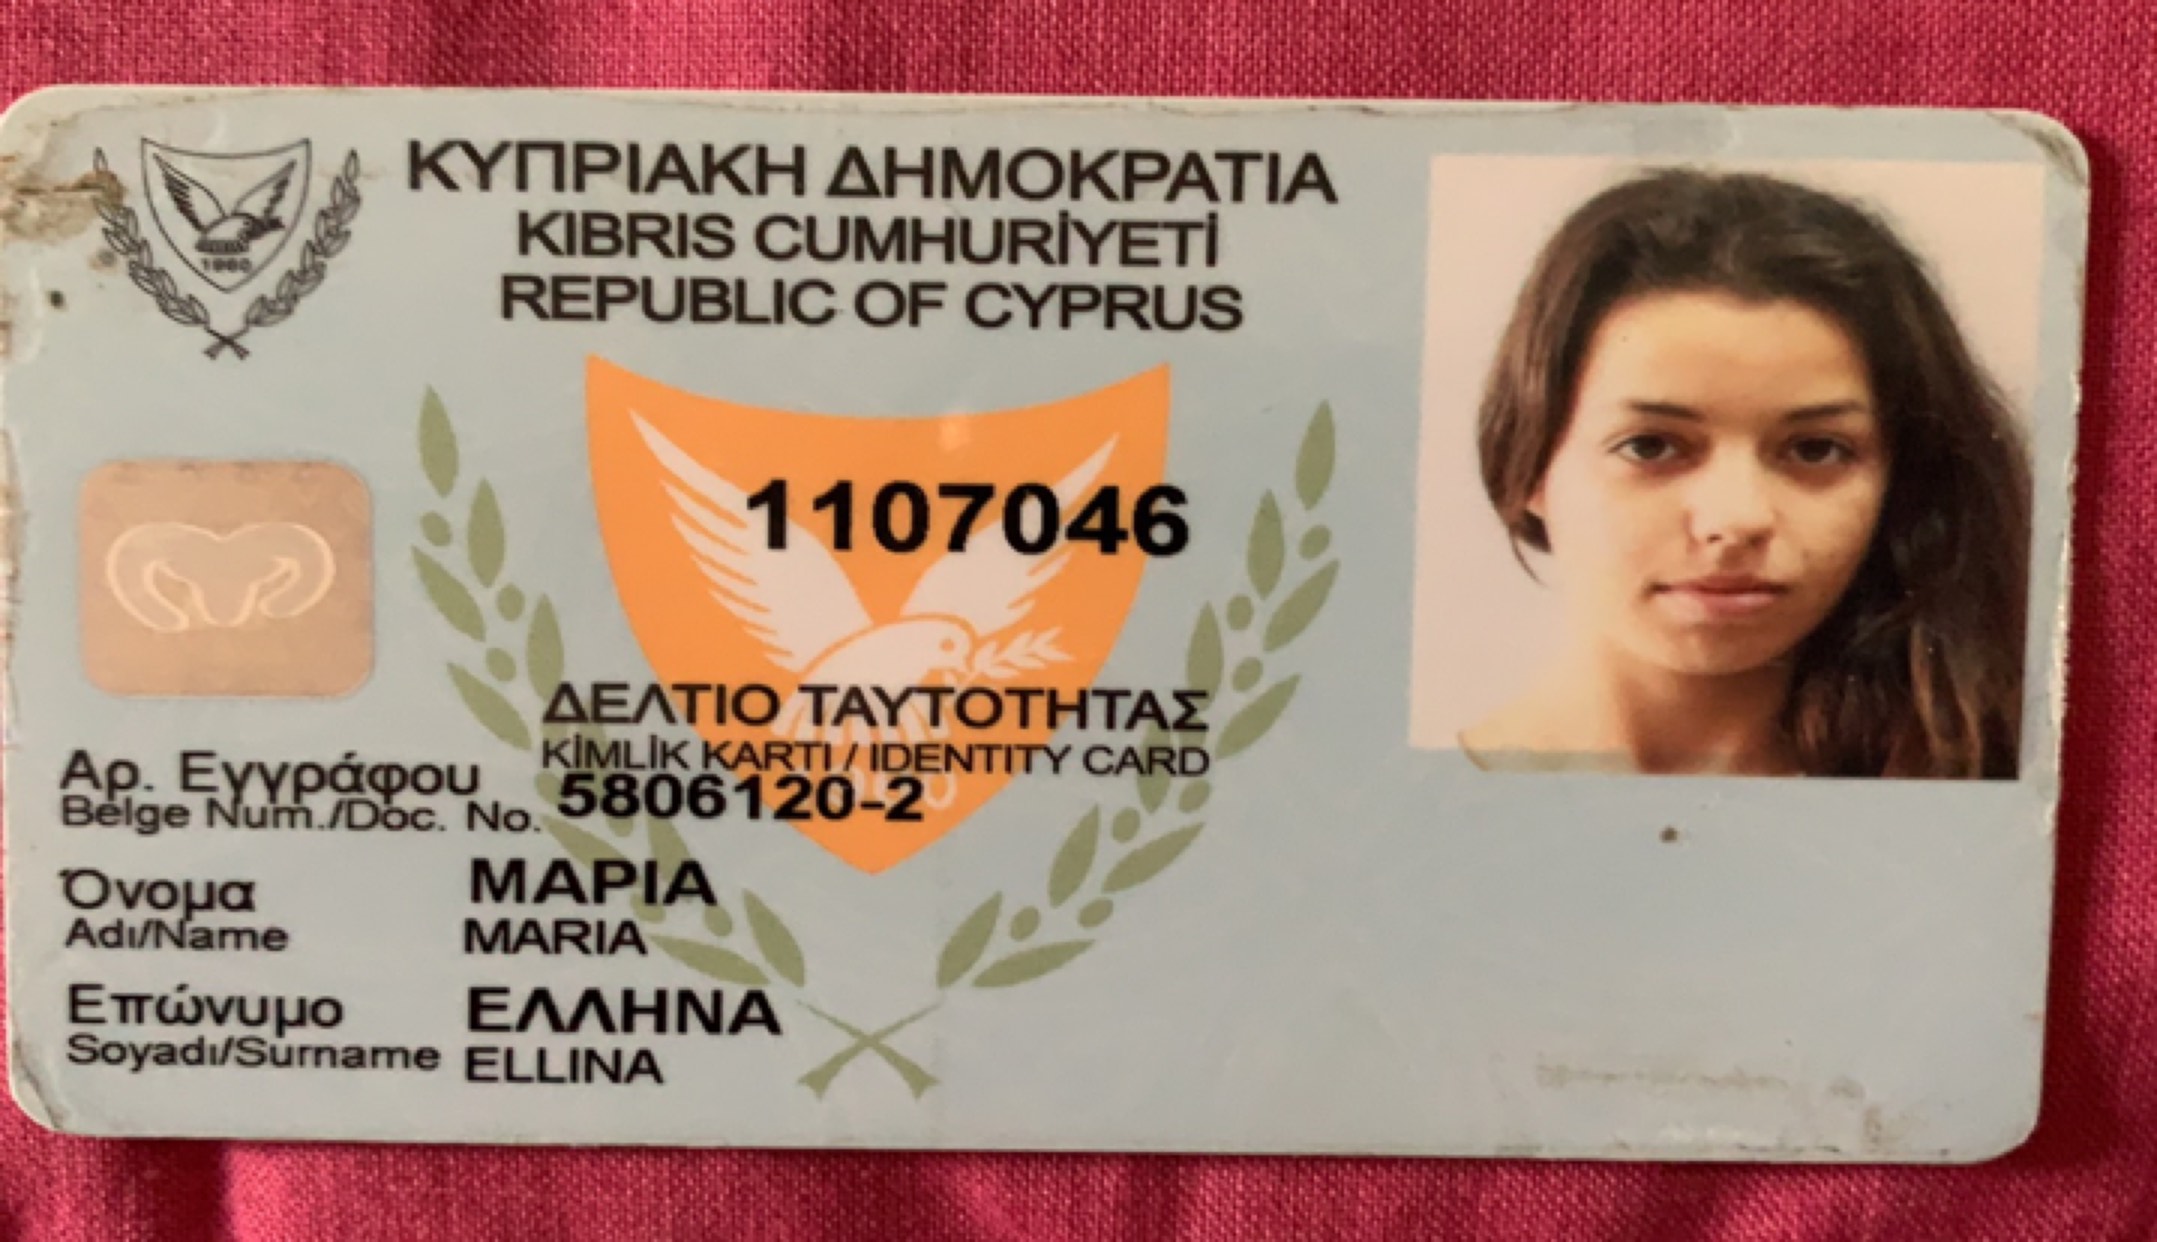 ΚΥΠΡΙΑΚΗ ΔΗΜΟΚΡΑΤΙΑ
KIBRIS CUMHURİYETİ
REPUBLIC OF CYPRUS
1960
1107046
ΔΕΛΤΙΟ ΤΑΥΤΟΤΗΤΑΣ
KİMLİK KARTI / IDENTITY CARD
Αρ. Εγγράφου
Belge Num./Doc. No. 5806120-2
Όνομα ΜΑΡΙΑ
Adı/Name MARIA
Επώνυμο ΕΛΛΗΝΑ
Soyadı/Surname ELLINA